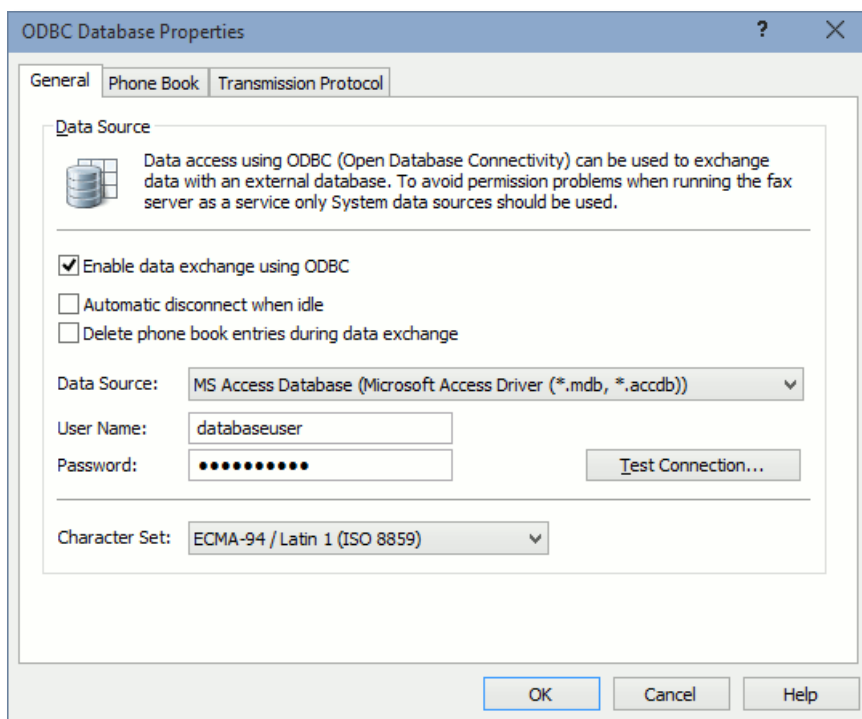 ODBC Database Properties
?
General Phone Book Transmission Protocol
Data Source
Data access using ODBC (Open Database Connectivity) can be used to exchange
data with an external database. To avoid permission problems when running the fax
server as a service only System data sources should be used.
Enable data exchange using ODBC
Automatic disconnect when idle
Delete phone book entries during data exchange
Data Source: MS Access Database (Microsoft Access Driver (*.mdb, *.accdb))
User Name: databaseuser
Password: ●●●●●●●●●● Test Connection...
Character Set: ECMA-94 / Latin 1 (ISO 8859)
OK Cancel Help